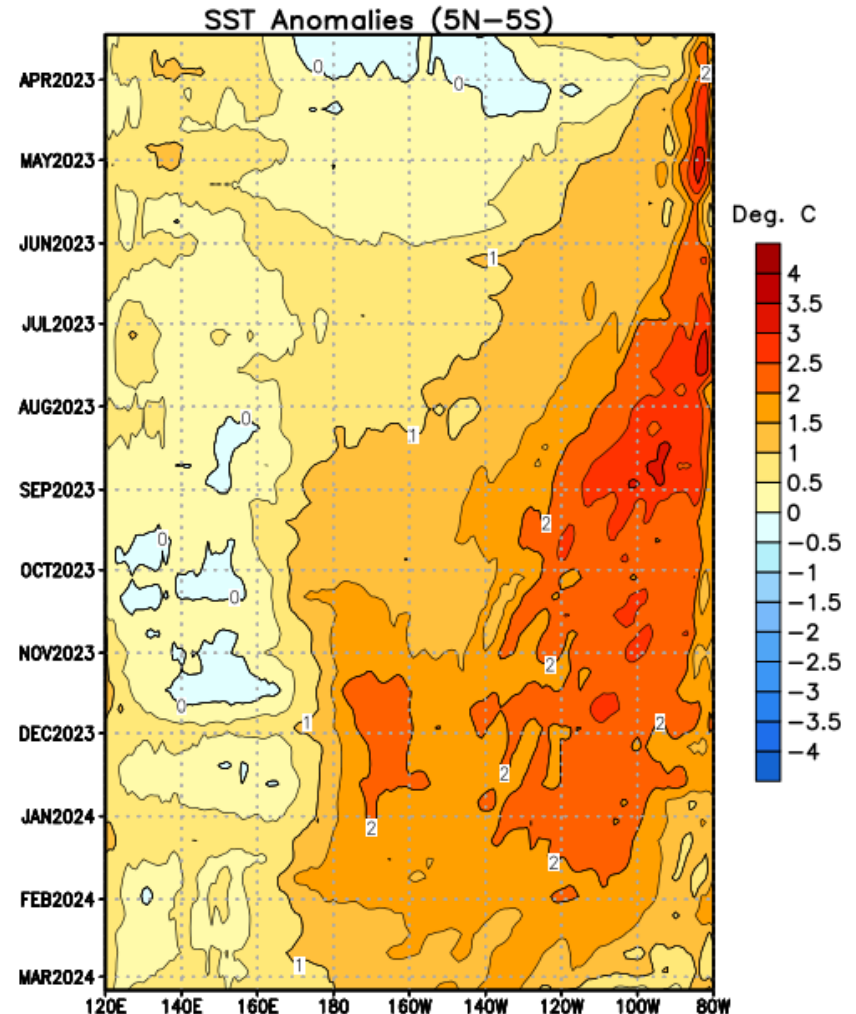 SST Anomalies (5N−5S)
APR2023
MAY2023
JUN2023
JUL2023
AUG2023
SEP2023
OCT2023
NOV2023
DEC2023
JAN2024
FEB2024
MAR2024
120E 140E 160E 180 160W 140W 120W 100W 80W
0
0
2
1
0
1
2
0
0
2
0
1
2
2
2
2
1
Deg. C
4
3.5
3
2.5
2
1.5
1
0.5
0
−0.5
−1
−1.5
−2
−2.5
−3
−3.5
−4